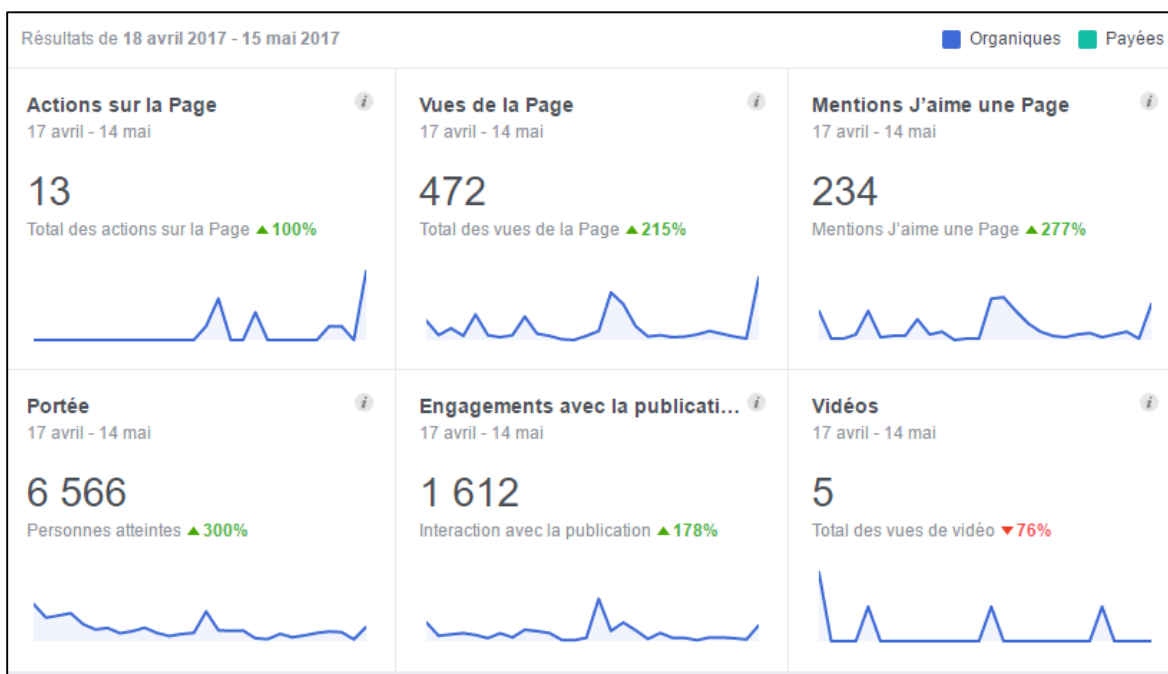 Résultats de 18 avril 2017 - 15 mai 2017
Organiques Payées
Actions sur la Page
17 avril - 14 mai
13
Total des actions sur la Page ▲100%
Vues de la Page
17 avril - 14 mai
472
Total des vues de la Page ▲215%
Mentions J'aime une Page
17 avril - 14 mai
234
Mentions J'aime une Page ▲277%
Portée
17 avril - 14 mai
6 566
Personnes atteintes ▲300%
Engagements avec la publicati...
17 avril - 14 mai
1 612
Interaction avec la publication ▲178%
Vidéos
17 avril - 14 mai
5
Total des vues de vidéo ▼76%